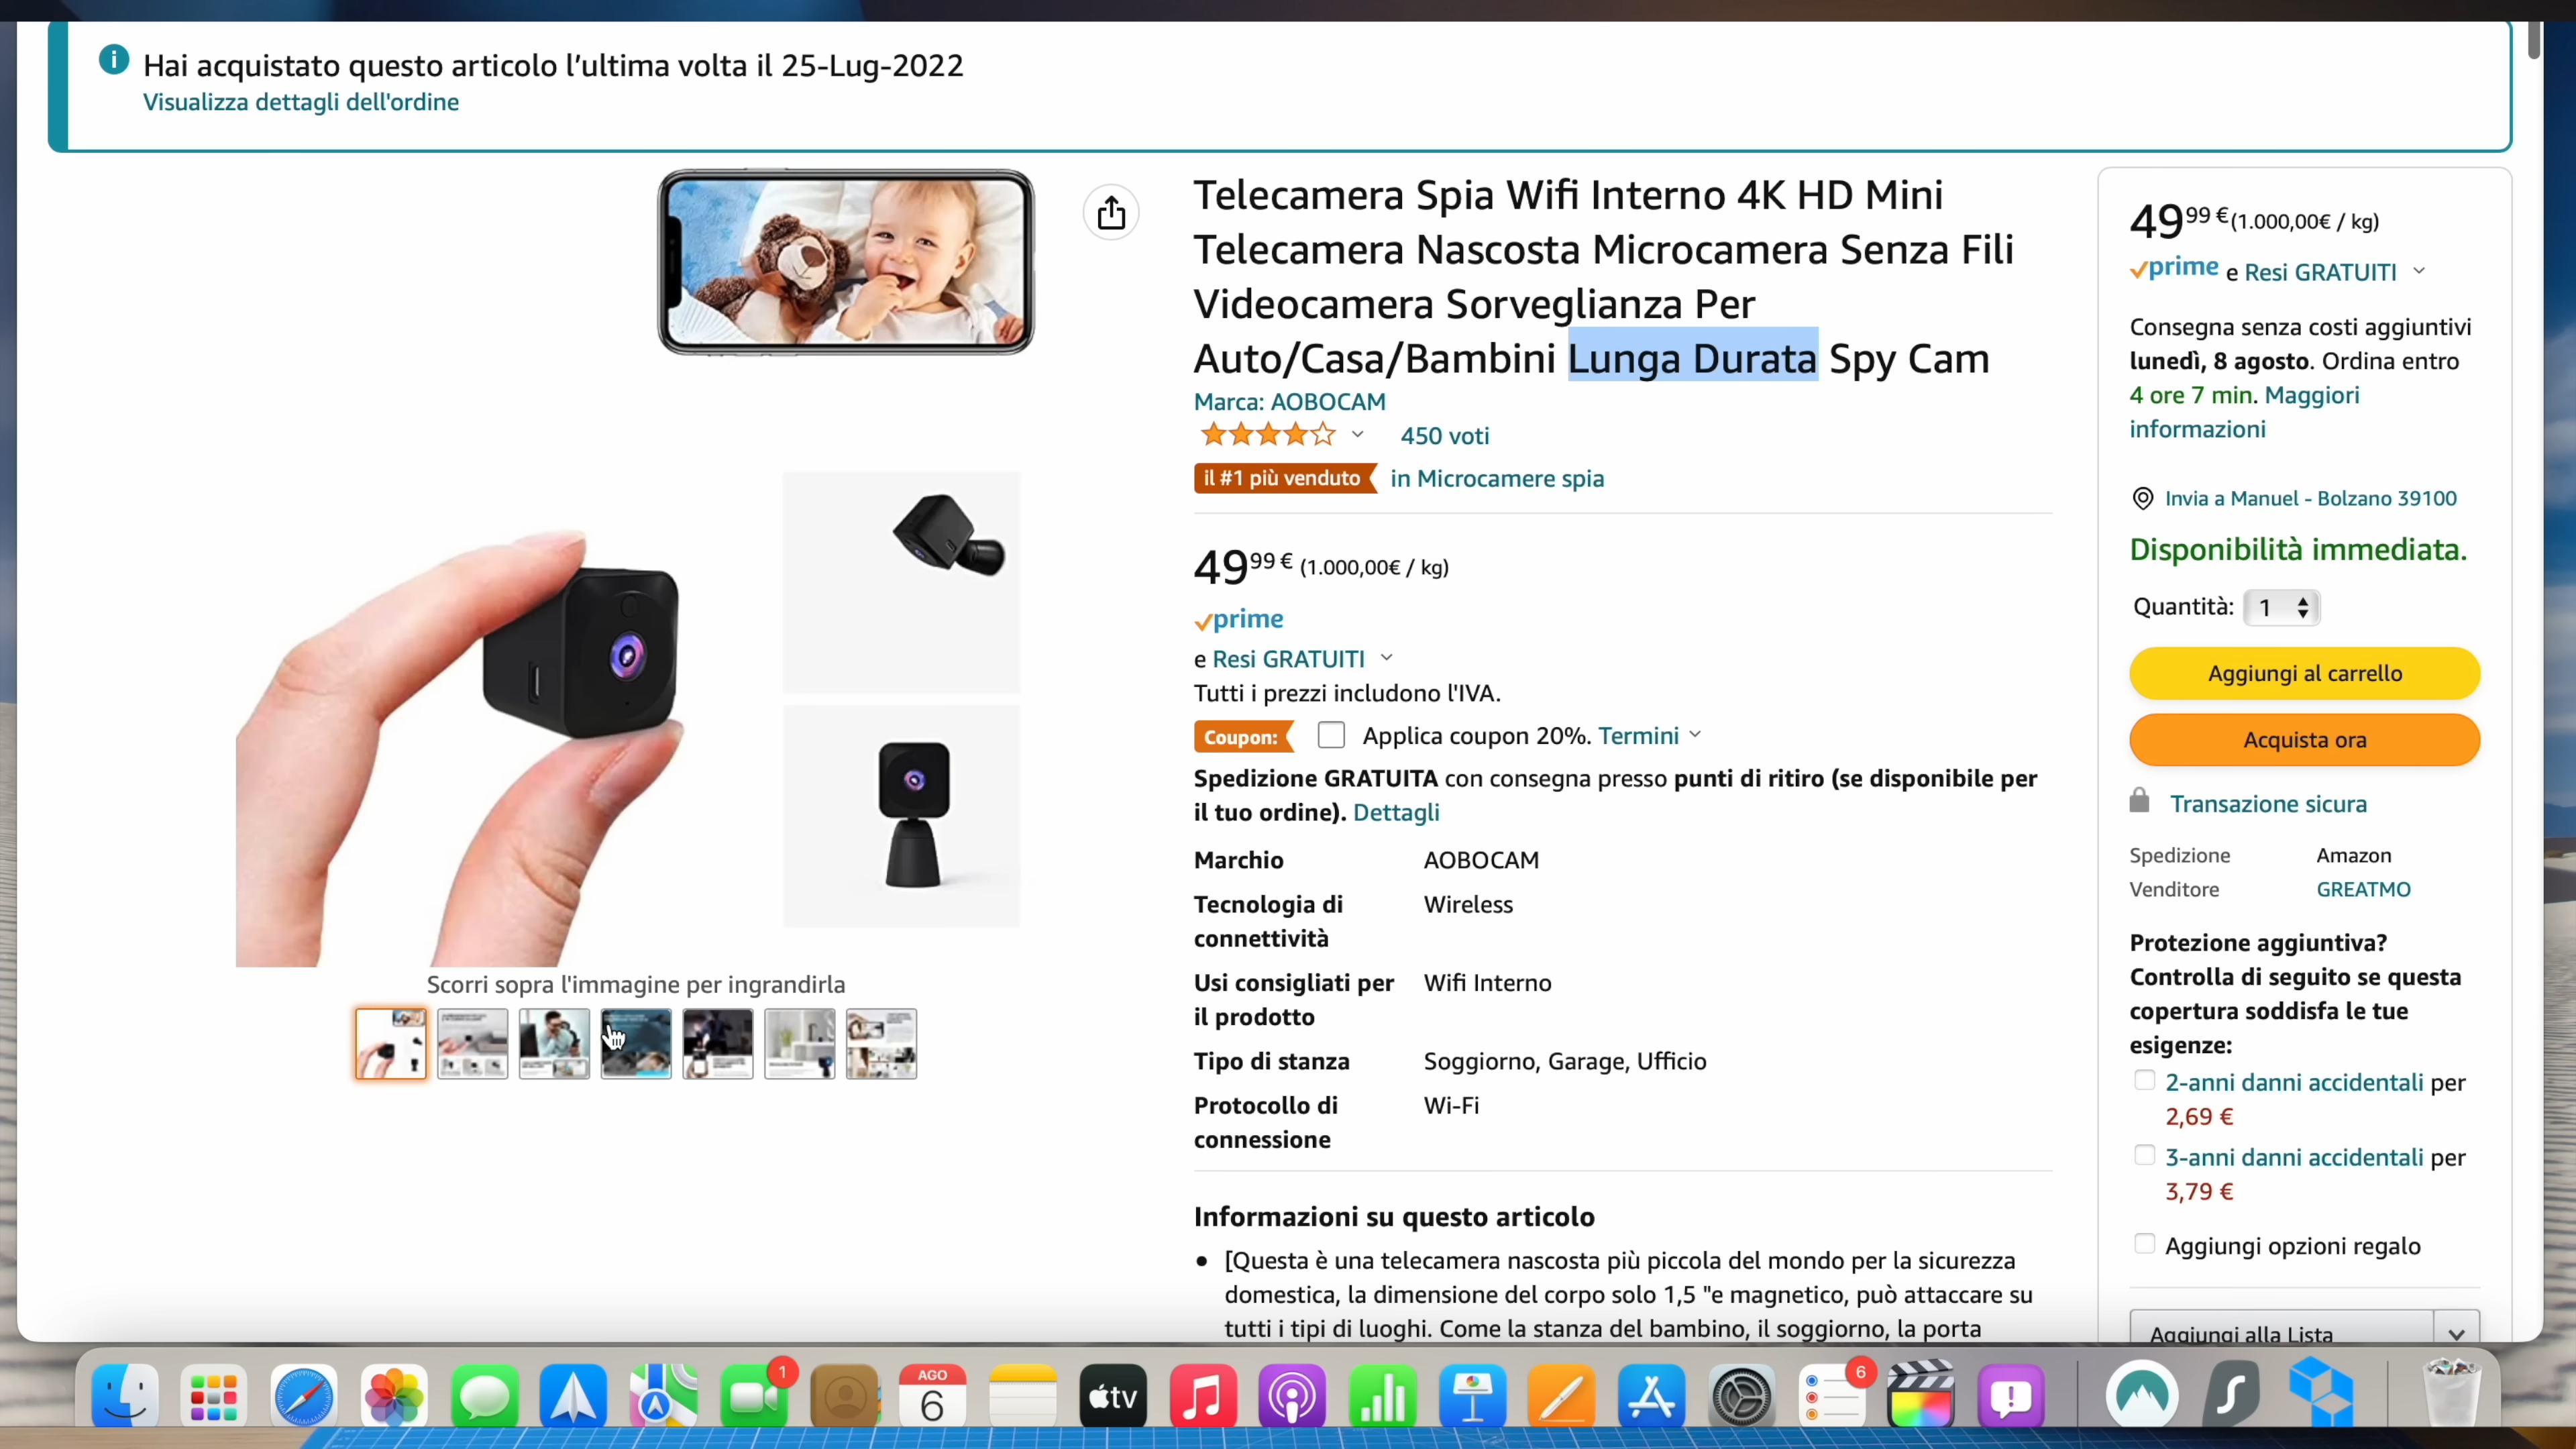 Hai acquistato questo articolo l'ultima volta il 25-Lug-2022
Visualizza dettagli dell'ordine
Telecamera Spia Wifi Interno 4K HD Mini
Telecamera Nascosta Microcamera Senza Fili
Videocamera Sorveglianza Per
Auto/Casa/Bambini Lunga Durata Spy Cam
Marca: AOBOCAM
450 voti
il #1 più venduto in Microcamere spia
4999 € (1.000,00€ / kg)
prime
e Resi GRATUITI
Tutti i prezzi includono l'IVA.
Coupon: Applica coupon 20%. Termini
Spedizione GRATUITA con consegna presso punti di ritiro (se disponibile per
il tuo ordine). Dettagli
Marchio AOBOCAM
Tecnologia di Wireless
connettività
Usi consigliati per Wifi Interno
il prodotto
Tipo di stanza Soggiorno, Garage, Ufficio
Protocollo di Wi-Fi
connessione
Informazioni su questo articolo
• [Questa è una telecamera nascosta più piccola del mondo per la sicurezza
domestica, la dimensione del corpo solo 1,5 "e magnetico, può attaccare su
tutti i tipi di luoghi. Come la stanza del bambino, il soggiorno, la porta
Scorri sopra l'immagine per ingrandirla
4999 € (1.000,00€ / kg)
prime e Resi GRATUITI
Consegna senza costi aggiuntivi
lunedì, 8 agosto. Ordina entro
4 ore 7 min. Maggiori
informazioni
Invia a Manuel - Bolzano 39100
Disponibilità immediata.
Quantità: 1
Aggiungi al carrello
Acquista ora
Transazione sicura
Spedizione Amazon
Venditore GREATMO
Protezione aggiuntiva?
Controlla di seguito se questa
copertura soddisfa le tue
esigenze:
2-anni danni accidentali per
2,69 €
3-anni danni accidentali per
3,79 €
Aggiungi opzioni regalo
Aggiungi alla Lista
1
AGO
6
tv
6